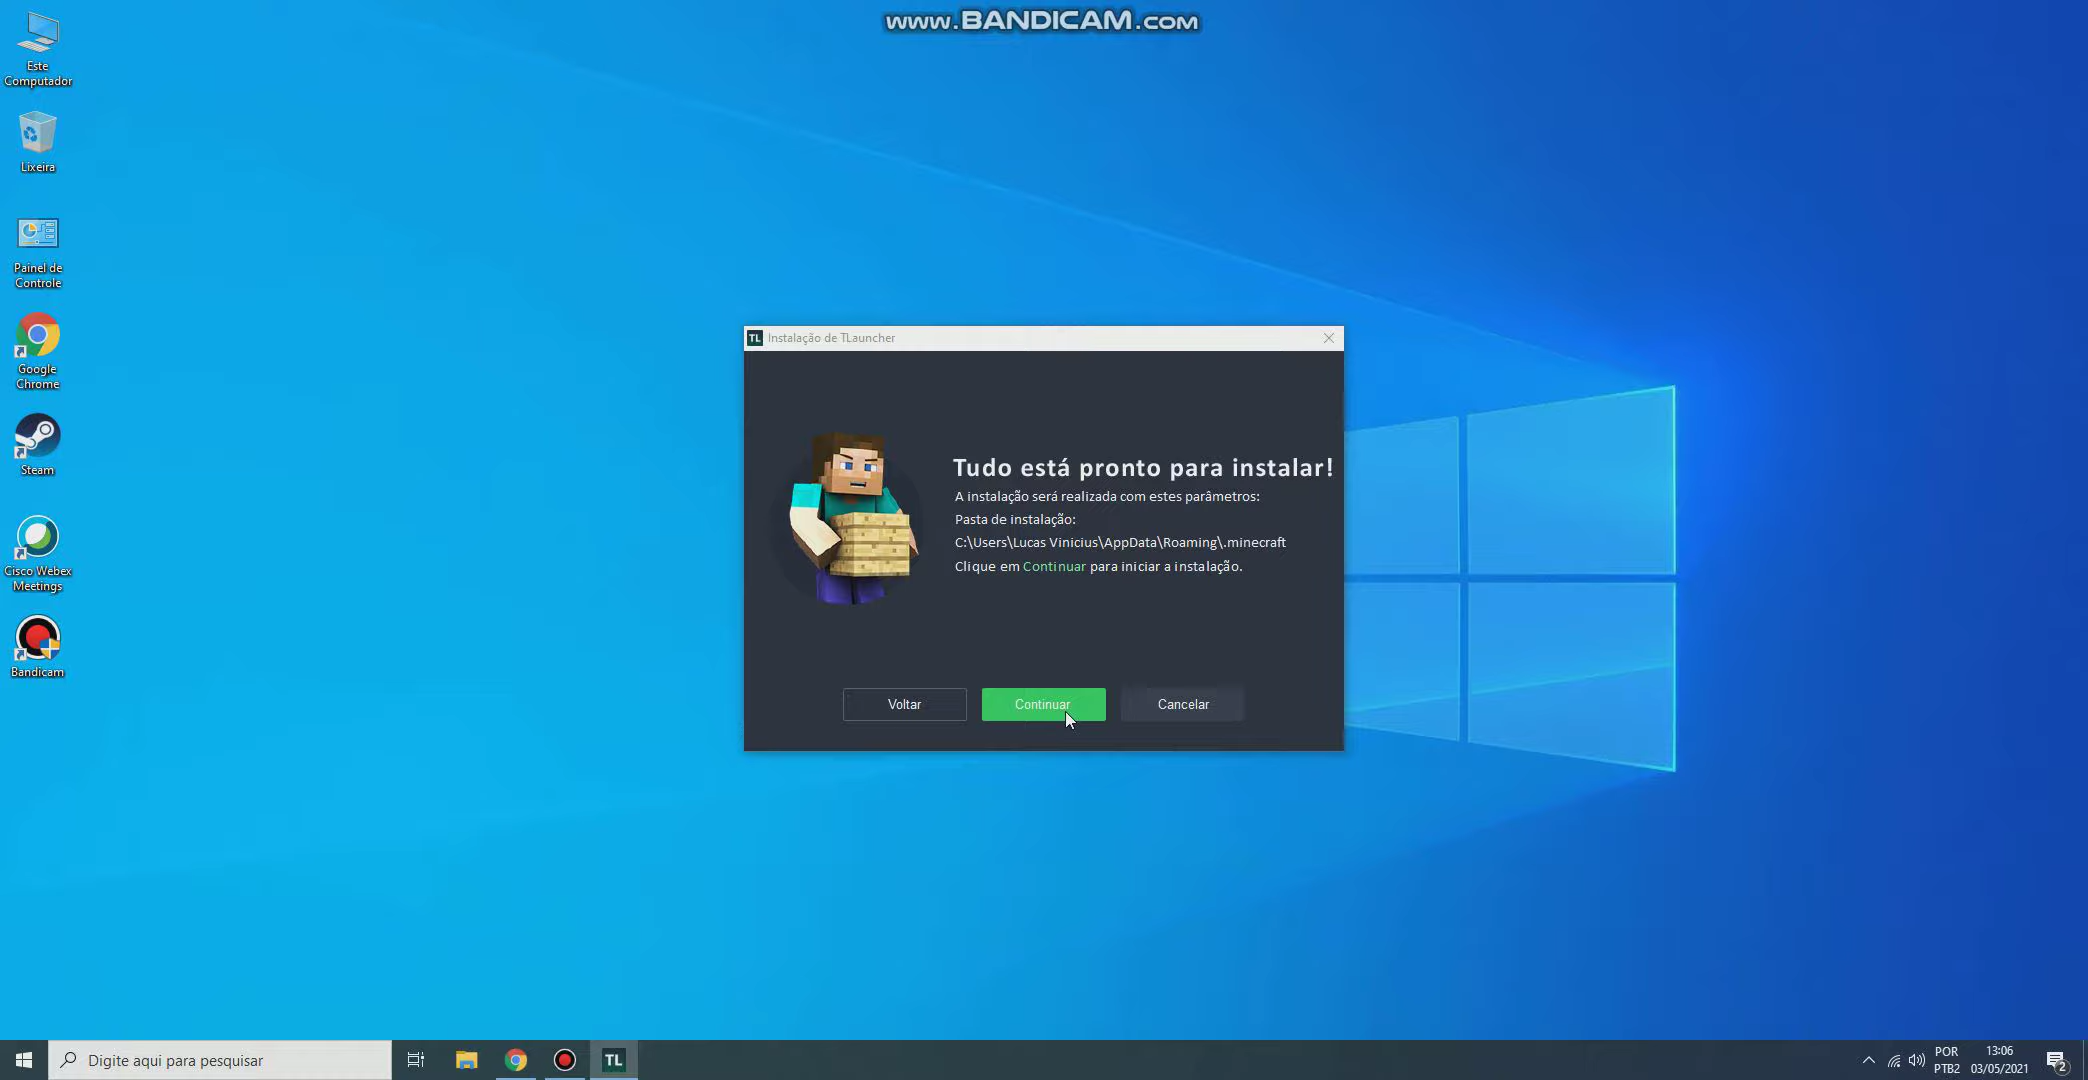 www.BANDICAM.com
Este
Computador
Lixeira
Painel de
Controle
Google
Chrome
Steam
Cisco Webex
Meetings
Bandicam
TL Instalação de TLauncher
Tudo está pronto para instalar!
A instalação será realizada com estes parâmetros:
Pasta de instalação:
C:\Users\Lucas Vinicius\AppData\Roaming\.minecraft
Clique em Continuar para iniciar a instalação.
Voltar
Continuar
Cancelar
Digite aqui para pesquisar
TL
POR
PTB2
13:06
03/05/2021
2